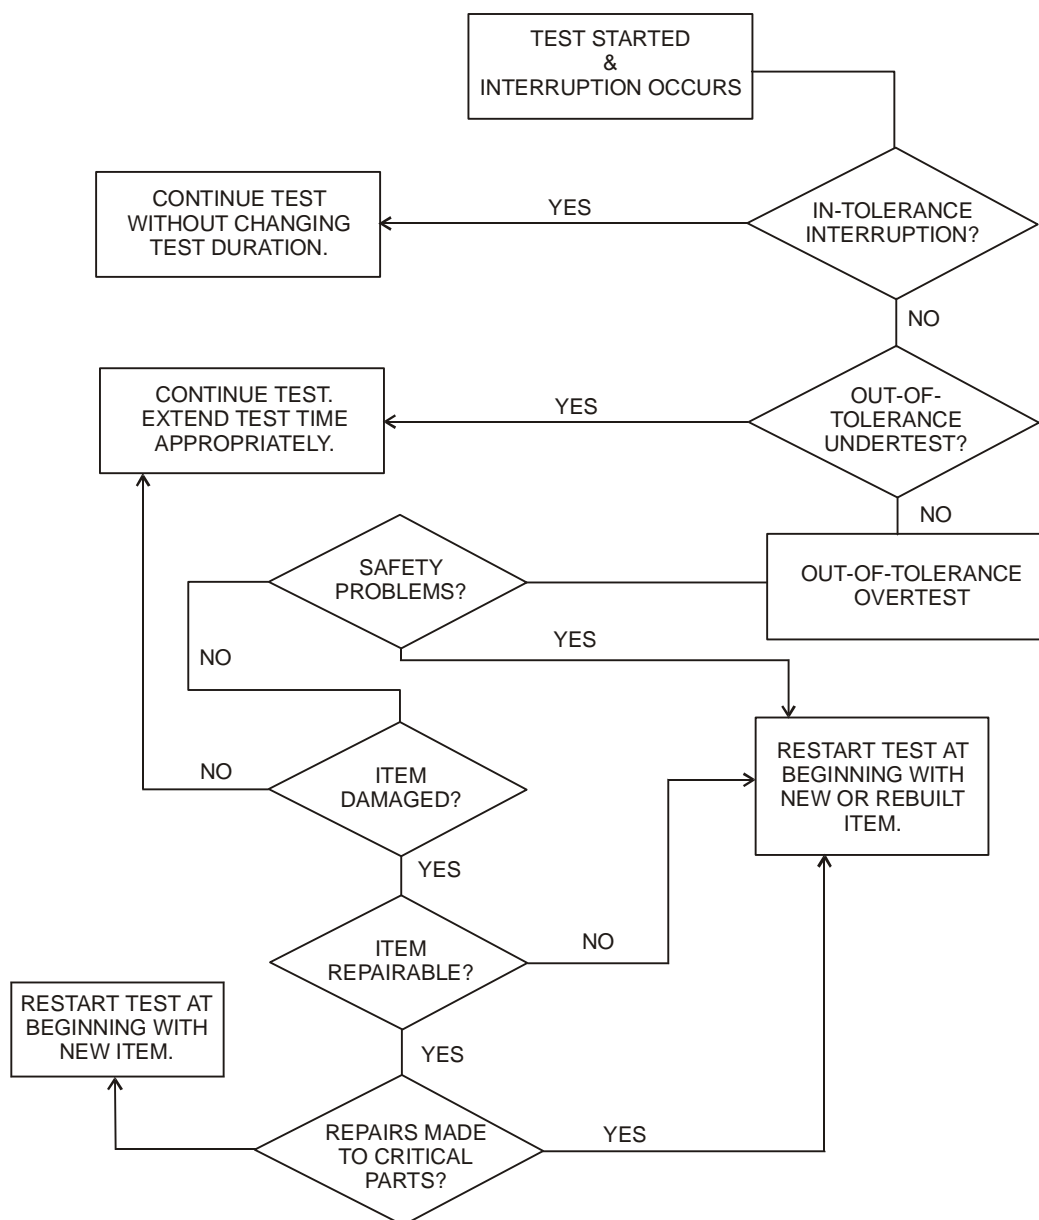 TEST STARTED
&
INTERRUPTION OCCURS
CONTINUE TEST
WITHOUT CHANGING
TEST DURATION.
YES
IN-TOLERANCE
INTERRUPTION?
NO
CONTINUE TEST.
EXTEND TEST TIME
APPROPRIATELY.
YES
OUT-OF-
TOLERANCE
UNDERTEST?
NO
SAFETY
PROBLEMS?
OUT-OF-TOLERANCE
OVERTEST
YES
NO
NO
ITEM
DAMAGED?
RESTART TEST AT
BEGINNING WITH
NEW OR REBUILT
ITEM.
YES
ITEM
REPAIRABLE?
NO
RESTART TEST AT
BEGINNING WITH
NEW ITEM.
YES
REPAIRS MADE
TO CRITICAL
PARTS?
YES